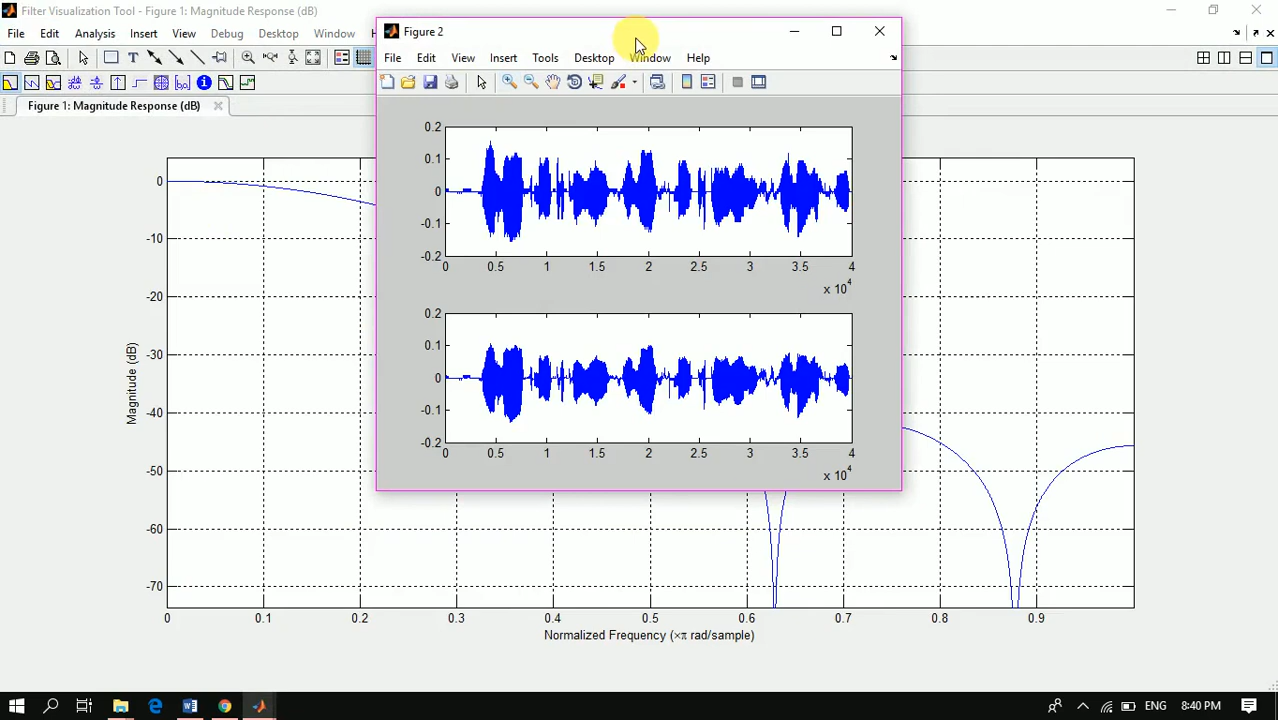 Filter Visualization Tool - Figure 1: Magnitude Response (dB)
File Edit Analysis Insert View Debug Desktop Window
Figure 1: Magnitude Response (dB)
Figure 2
File Edit View Insert Tools Desktop Window Help
0.2
0.1
0
-0.1
-0.2
0 0.5 1 1.5 2 2.5 3 3.5 4
x 10⁴
0.2
0.1
0
-0.1
-0.2
0 0.5 1 1.5 2 2.5 3 3.5 4
x 10⁴
0
-10
-20
-30
-40
-50
-60
-70
Magnitude (dB)
0 0.1 0.2 0.3 0.4 0.5 0.6 0.7 0.8 0.9
Normalized Frequency (×π rad/sample)
ENG 8:40 PM